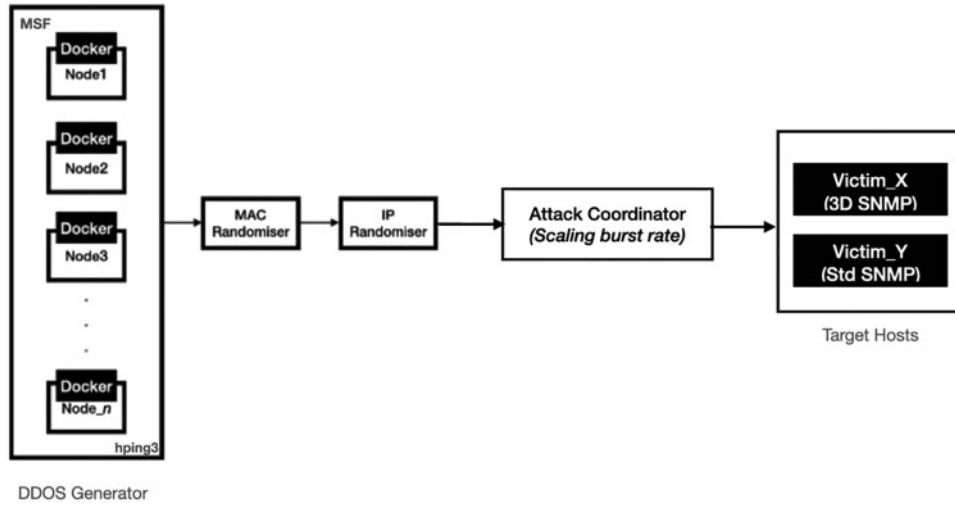 MSF
Docker
Node1
Docker
Node2
Docker
Node3
.
.
.
Docker
Node_n
hping3
DDOS Generator
MAC
Randomiser
IP
Randomiser
Attack Coordinator
(Scaling burst rate)
Victim_X
(3D SNMP)
Victim_Y
(Std SNMP)
Target Hosts